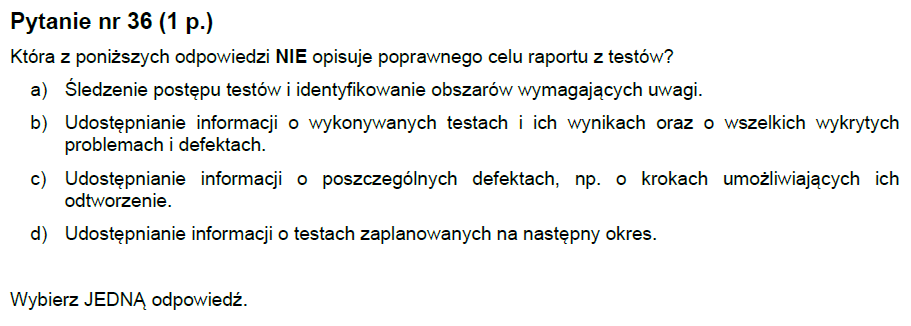 Pytanie nr 36 (1 p.)
Która z poniższych odpowiedzi NIE opisuje poprawnego celu raportu z testów?
a) Śledzenie postępu testów i identyfikowanie obszarów wymagających uwagi.
b) Udostępnianie informacji o wykonywanych testach i ich wynikach oraz o wszelkich wykrytych
problemach i defektach.
c) Udostępnianie informacji o poszczególnych defektach, np. o krokach umożliwiających ich
odtworzenie.
d) Udostępnianie informacji o testach zaplanowanych na następny okres.
Wybierz JEDNĄ odpowiedź.